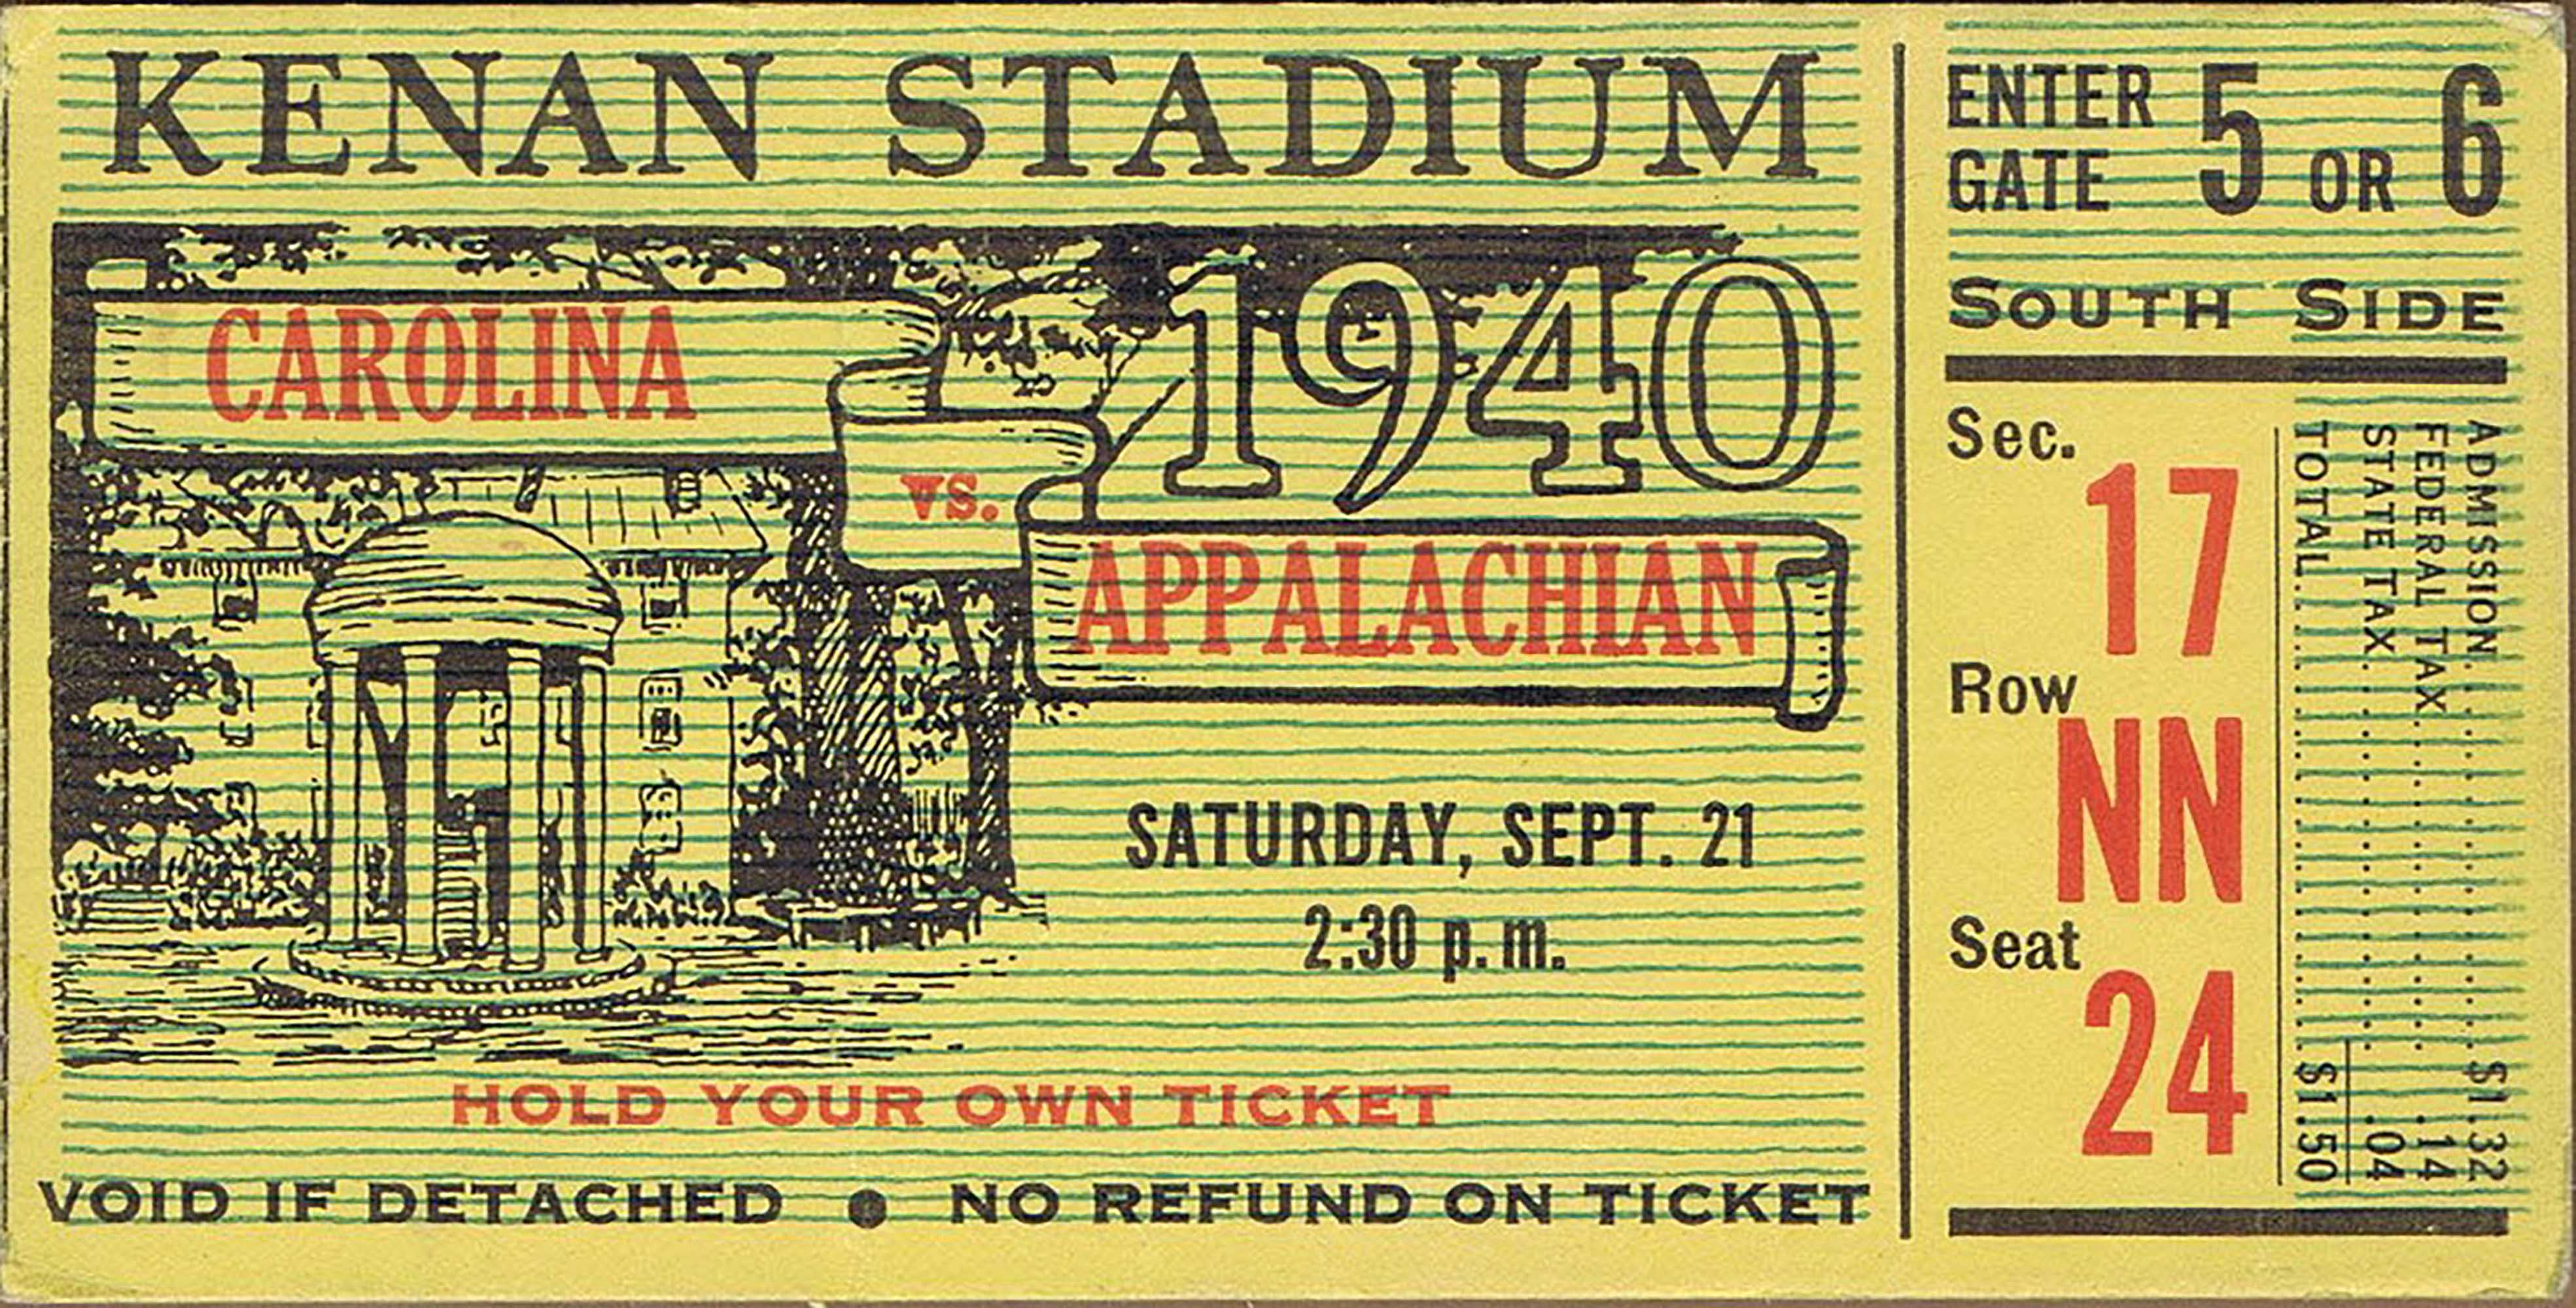 KENAN STADIUM
CAROLINA
vs.
1940
APPALACHIAN
SATURDAY, SEPT. 21
2:30 p. m.
HOLD YOUR OWN TICKET
VOID IF DETACHED ● NO REFUND ON TICKET
ENTER GATE 5 OR 6
SOUTH SIDE
Sec. 17
Row NN
Seat 24
ADMISSION $1.32
FEDERAL TAX .14
STATE TAX .04
TOTAL $1.50